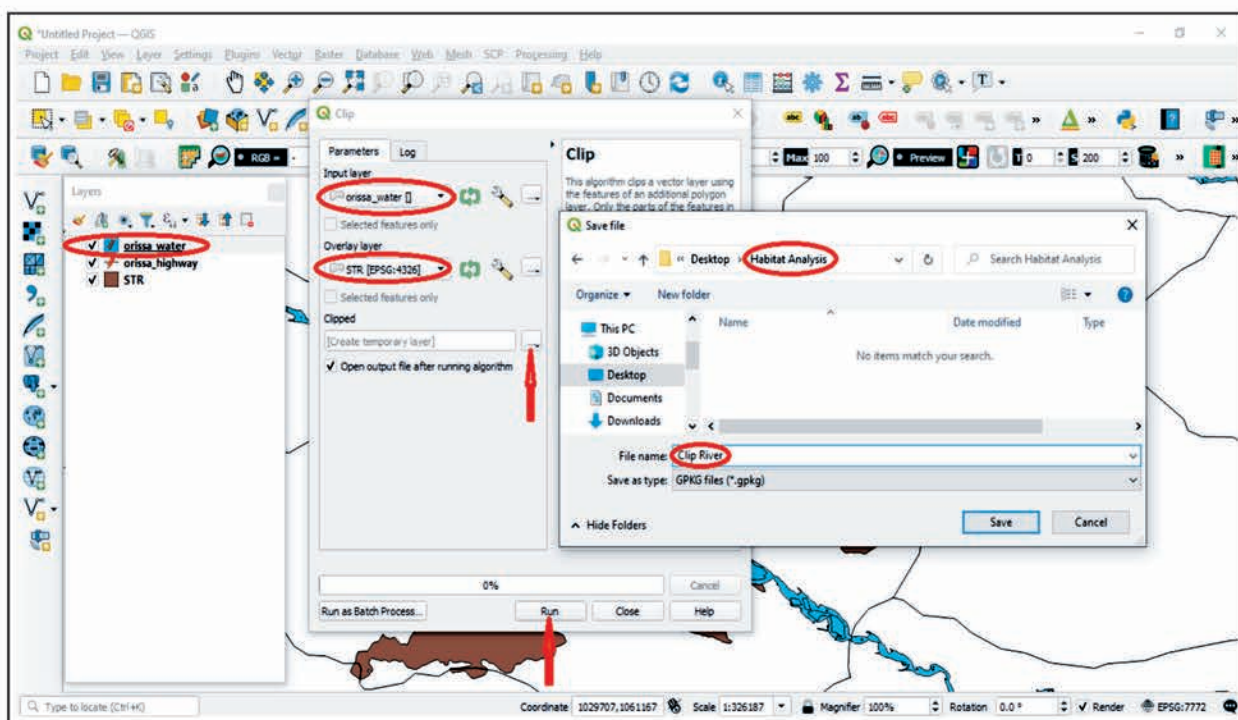 *Untitled Project — QGIS
Project Edit View Layer Settings Plugins Vector Raster Database Web Mesh SCP Processing Help
RGB =
Max 100
Preview
T 0
S 200
Layers
orissa_water
orissa_highway
STR
Clip
Parameters Log
Input layer
orissa_water []
Selected features only
Overlay layer
STR [EPSG:4326]
Selected features only
Clipped
[Create temporary layer]
Open output file after running algorithm
0%
Cancel
Run as Batch Process...
Run
Close
Help
Clip
This algorithm clips a vector layer using
the features of an additional polygon
layer. Only the parts of the features in
Save file
« Desktop › Habitat Analysis
Search Habitat Analysis
Organize
New folder
This PC
3D Objects
Desktop
Documents
Downloads
Name Date modified Type
No items match your search.
File name: Clip River
Save as type: GPKG files (*.gpkg)
Hide Folders
Save
Cancel
Type to locate (Ctrl+K)
Coordinate 1029707,1061167 Scale 1:326187 Magnifier 100% Rotation 0.0 ° Render EPSG:7772